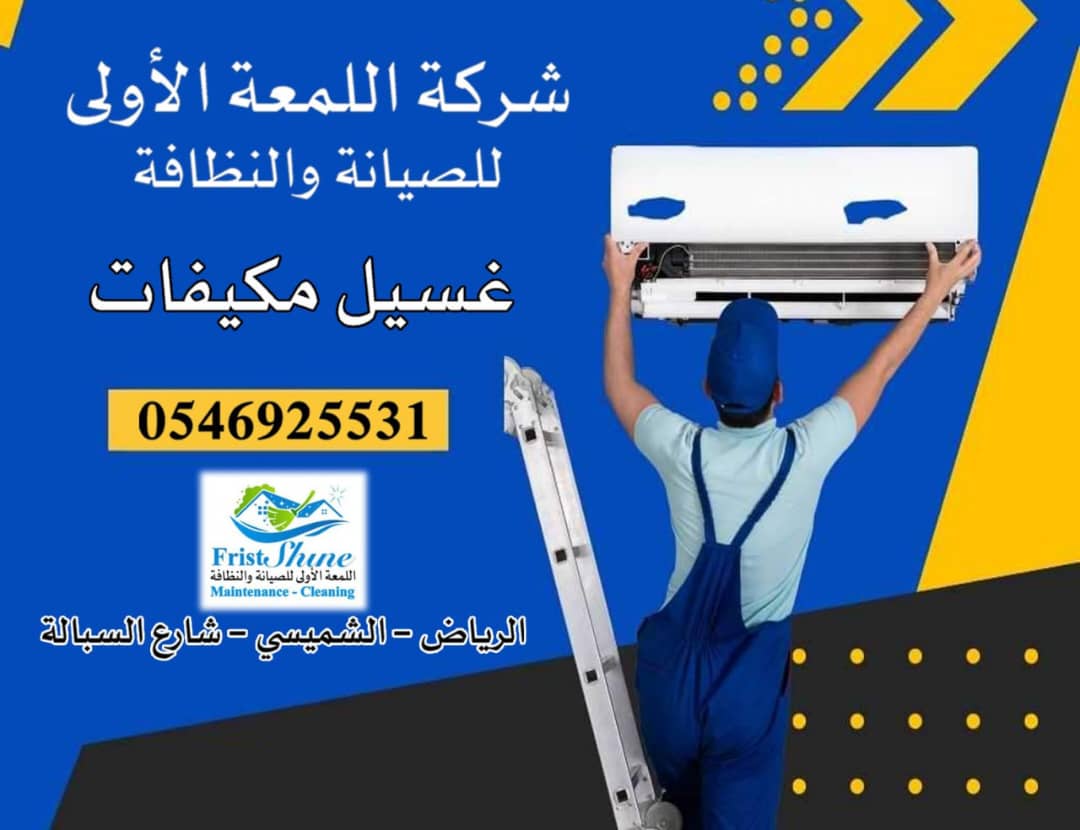 شركة اللمعة الأولى
للصيانة والنظافة
غسيل مكيفات
0546925531
Frist Shine
اللمعة الأولى للصيانة والنظافة
Maintenance - Cleaning
الرياض - الشميسي - شارع السبالة